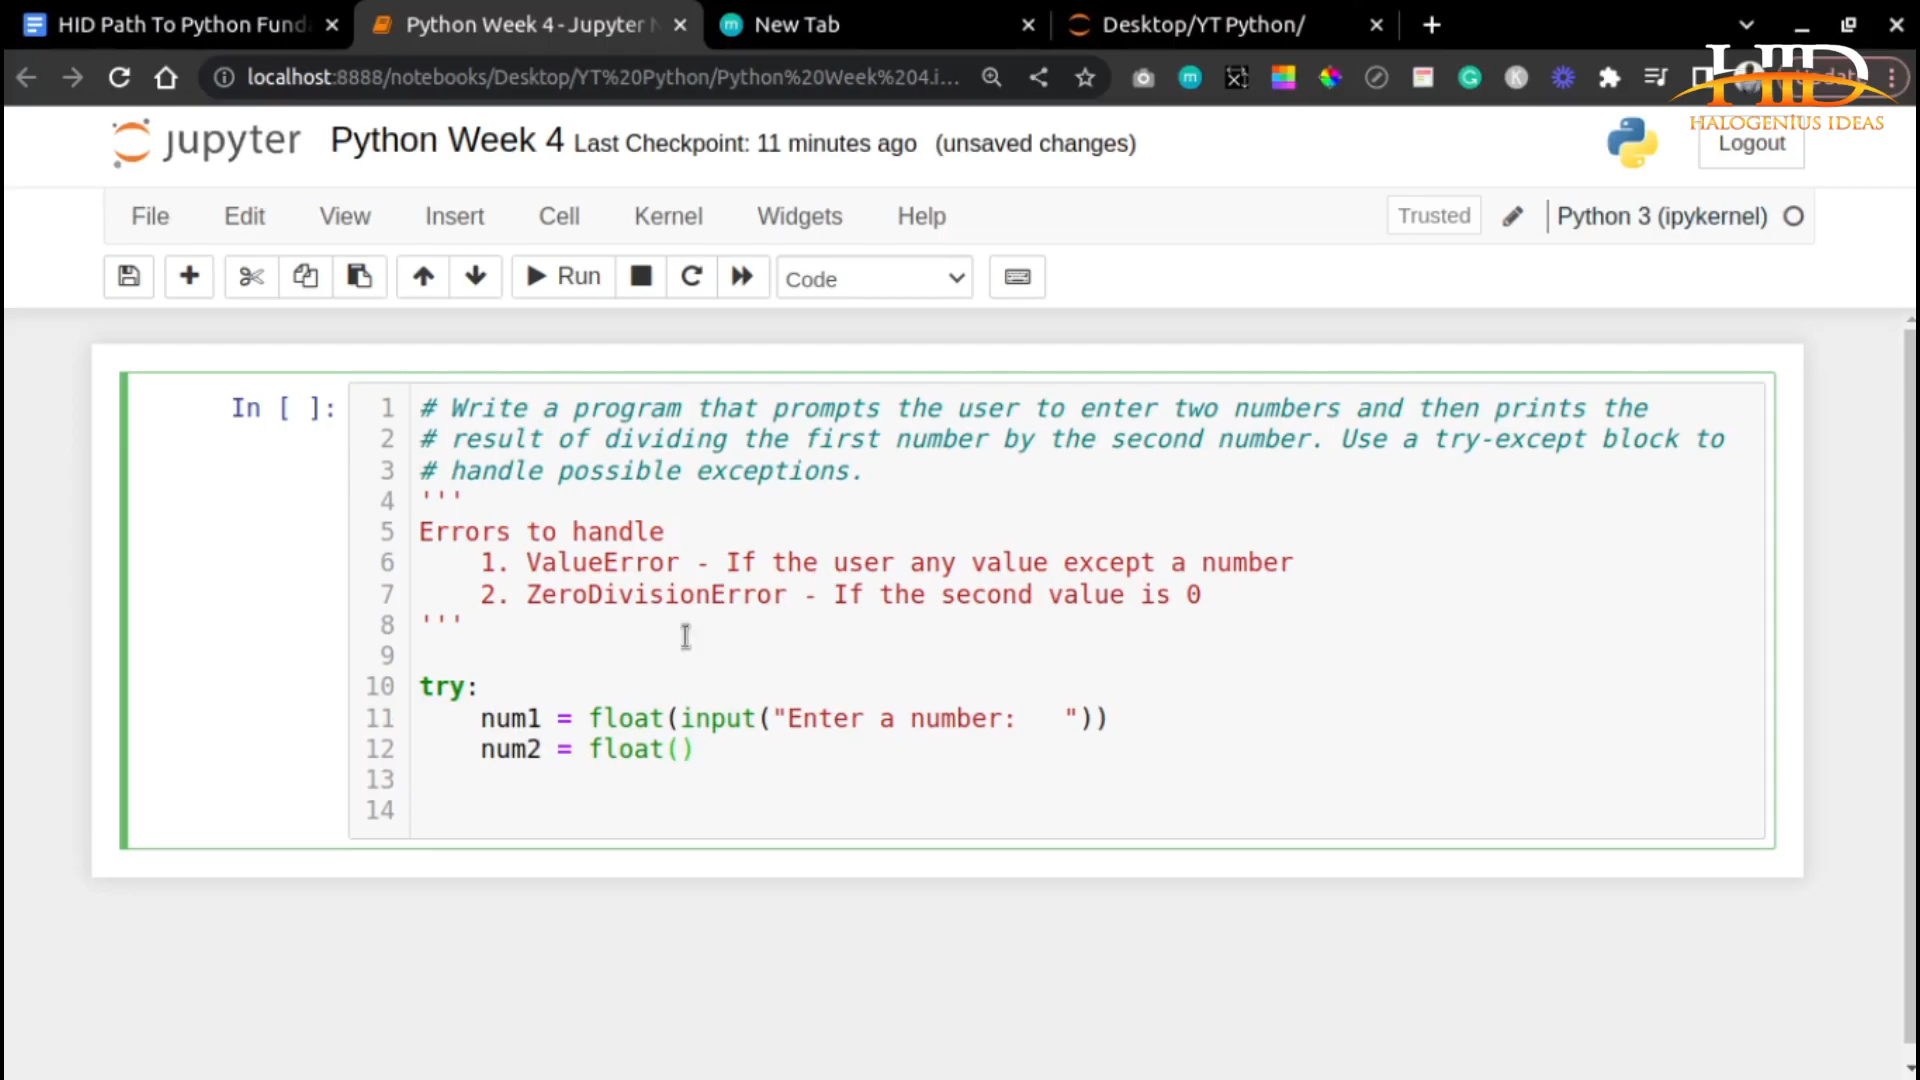 HID Path To Python Fund
Python Week 4 - Jupyter N
New Tab
Desktop/YT Python/
localhost:8888/notebooks/Desktop/YT%20Python/Python%20Week%204.i...
HID
HALOGENIUS IDEAS
jupyter
Python Week 4
Last Checkpoint: 11 minutes ago (unsaved changes)
Logout
File
Edit
View
Insert
Cell
Kernel
Widgets
Help
Trusted
Python 3 (ipykernel)
Run
Code
In [ ]:
1 # Write a program that prompts the user to enter two numbers and then prints the
2 # result of dividing the first number by the second number. Use a try-except block to
3 # handle possible exceptions.
4 '''
5 Errors to handle
6     1. ValueError - If the user any value except a number
7     2. ZeroDivisionError - If the second value is 0
8 '''
9
10 try:
11     num1 = float(input("Enter a number:   "))
12     num2 = float()
13
14